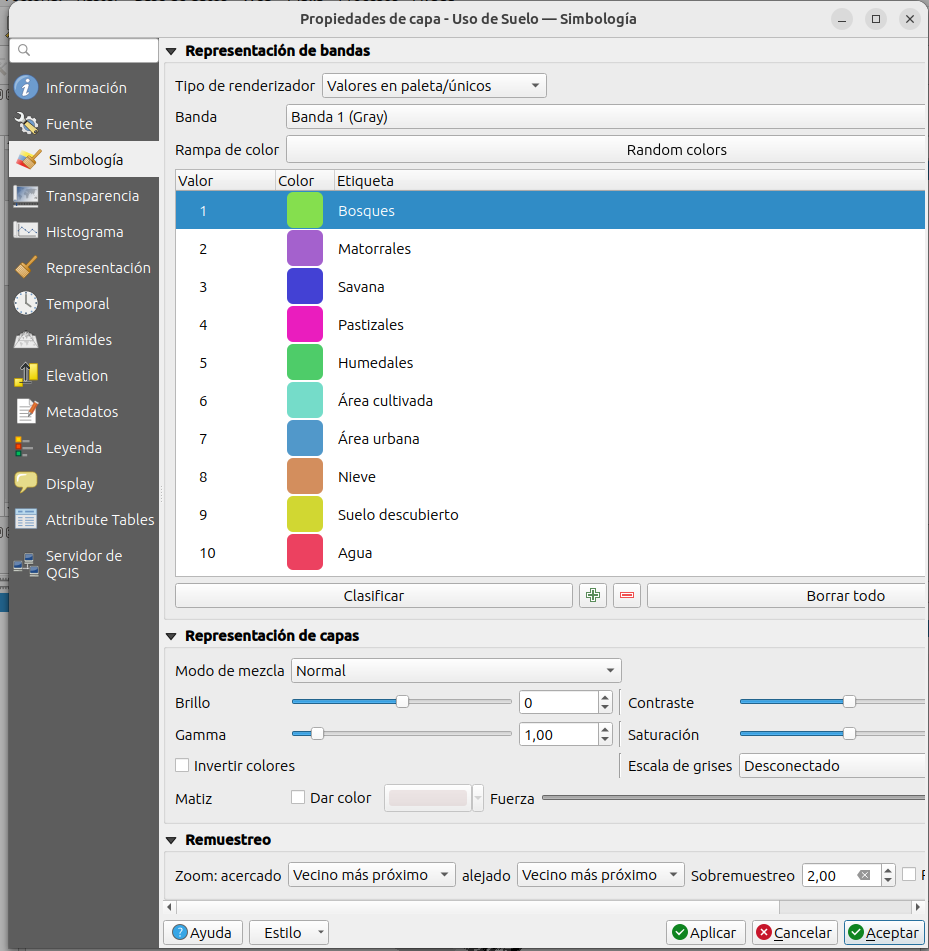 Propiedades de capa - Uso de Suelo — Simbología
Información
Fuente
Simbología
Transparencia
Histograma
Representación
Temporal
Pirámides
Elevation
Metadatos
Leyenda
Display
Attribute Tables
Servidor de
QGIS
Representación de bandas
Tipo de renderizador Valores en paleta/únicos
Banda Banda 1 (Gray)
Rampa de color Random colors
Valor Color Etiqueta
1 Bosques
2 Matorrales
3 Savana
4 Pastizales
5 Humedales
6 Área cultivada
7 Área urbana
8 Nieve
9 Suelo descubierto
10 Agua
Clasificar Borrar todo
Representación de capas
Modo de mezcla Normal
Brillo 0 Contraste
Gamma 1,00 Saturación
Invertir colores Escala de grises Desconectado
Matiz Dar color Fuerza
Remuestreo
Zoom: acercado Vecino más próximo alejado Vecino más próximo Sobremuestreo 2,00
Ayuda Estilo Aplicar Cancelar Aceptar